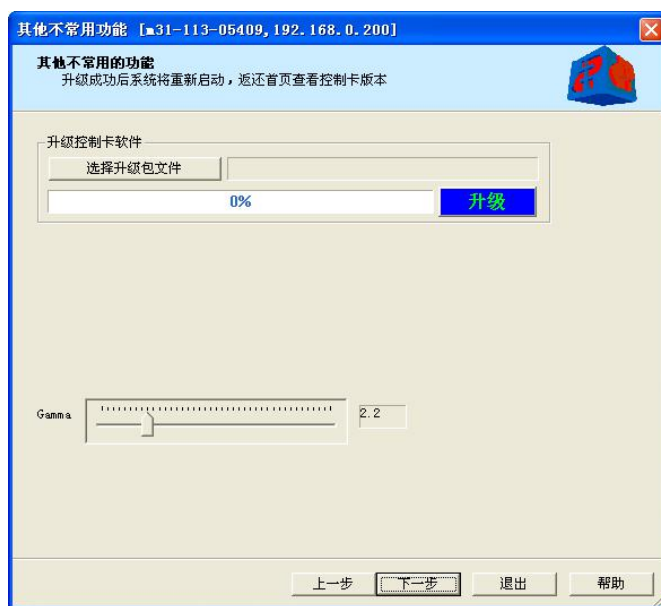 其他不常用功能 [m31-113-05409,192.168.0.200]
其他不常用的功能
升级成功后系统将重新启动，返还首页查看控制卡版本
升级控制卡软件
选择升级包文件
0%
升级
Gamma
2.2
上一步
下一步
退出
帮助